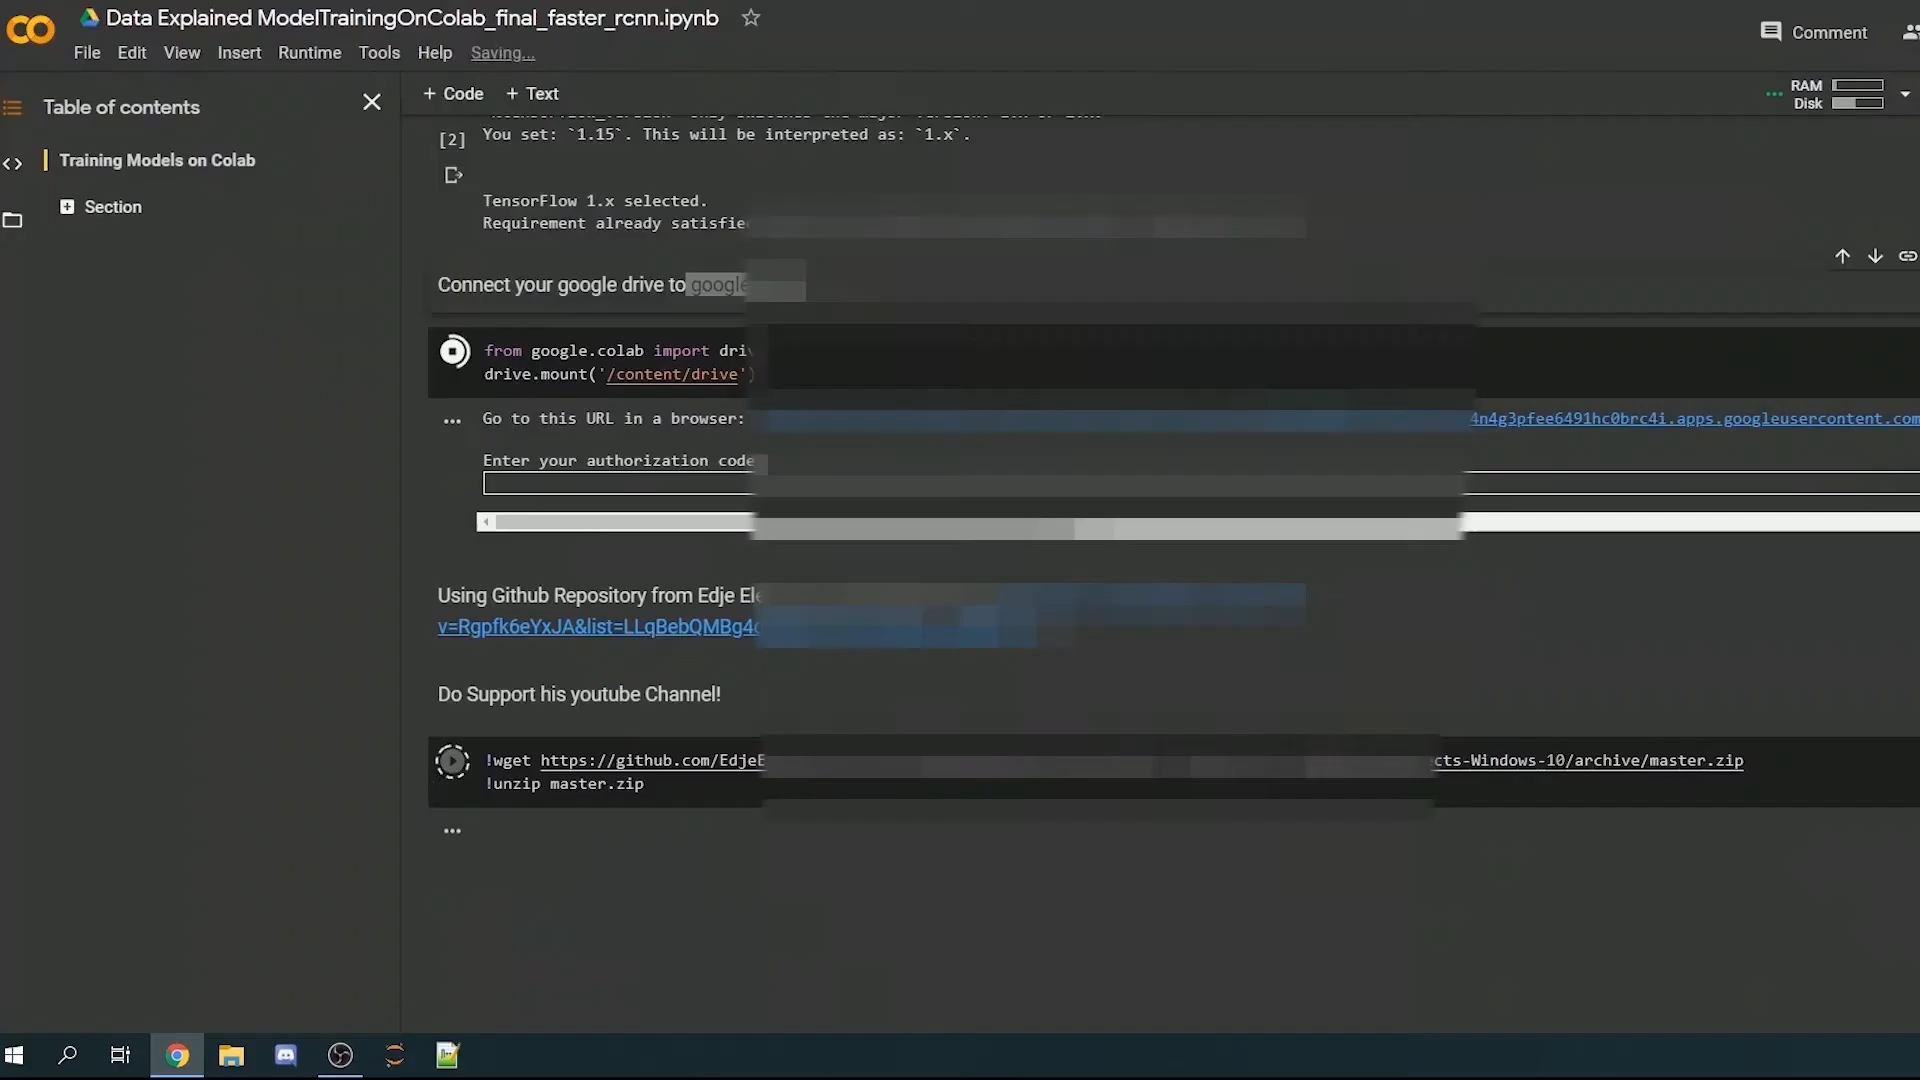 Data Explained ModelTrainingOnColab_final_faster_rcnn.ipynb
File Edit View Insert Runtime Tools Help Saving...
Comment
Table of contents
+ Code + Text
RAM
Disk
Training Models on Colab
Section
[2]
You set: `1.15`. This will be interpreted as: `1.x`.
TensorFlow 1.x selected.
Requirement already
Connect your google drive to google
from google.colab import
drive.mount('/content/drive')
Go to this URL in a browser:
4n4g3pfee6491hc0brc4i.apps.googleusercontent.com
Enter your authorization code
Using Github Repository from Edje
v=Rgpfk6eYxJA&list=LLqBebQMBg4
Do Support his youtube Channel!
!wget https://github.com/Edje
cts-Windows-10/archive/master.zip
!unzip master.zip